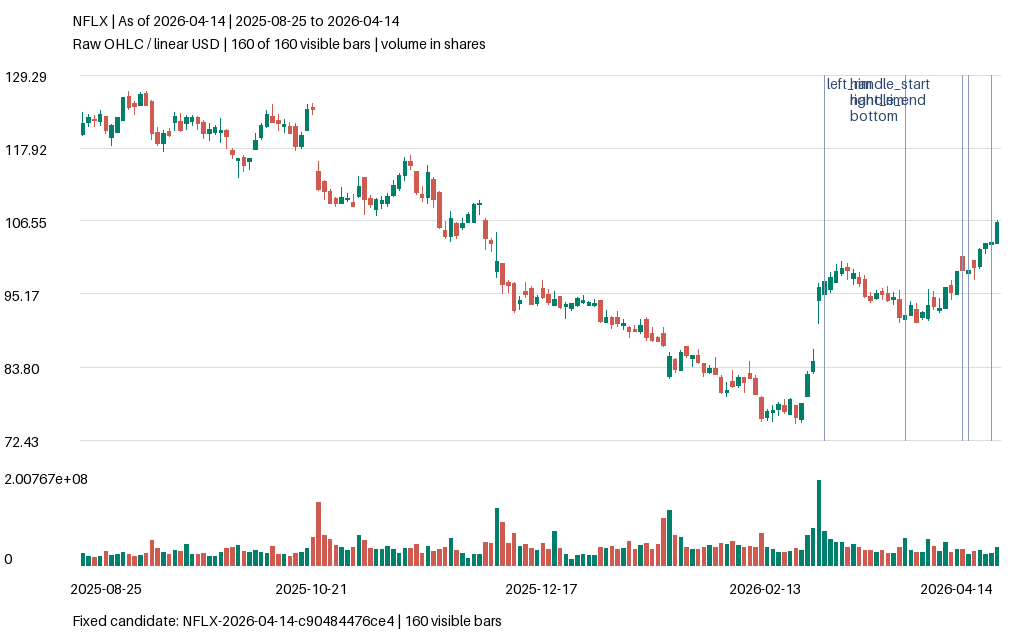 NFLX | As of 2026-04-14 | 2025-08-25 to 2026-04-14
Raw OHLC / linear USD | 160 of 160 visible bars | volume in shares
129.29
left_rim
handle_start
right_rim
handle_end
bottom
117.92
106.55
95.17
83.80
72.43
2.00767e+08
0
2025-08-25
2025-10-21
2025-12-17
2026-02-13
2026-04-14
Fixed candidate: NFLX-2026-04-14-c90484476ce4 | 160 visible bars